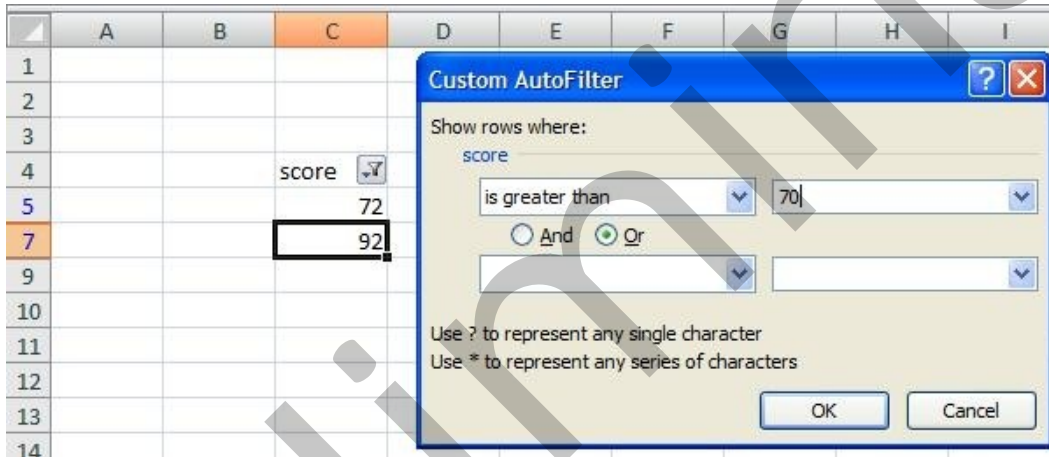 A B C D E F G H I
1
2
3
4 score
5 72
7 92
9
10
11
12
13
14
Custom AutoFilter
Show rows where:
score
is greater than 70
And Or
Use ? to represent any single character
Use * to represent any series of characters
OK Cancel